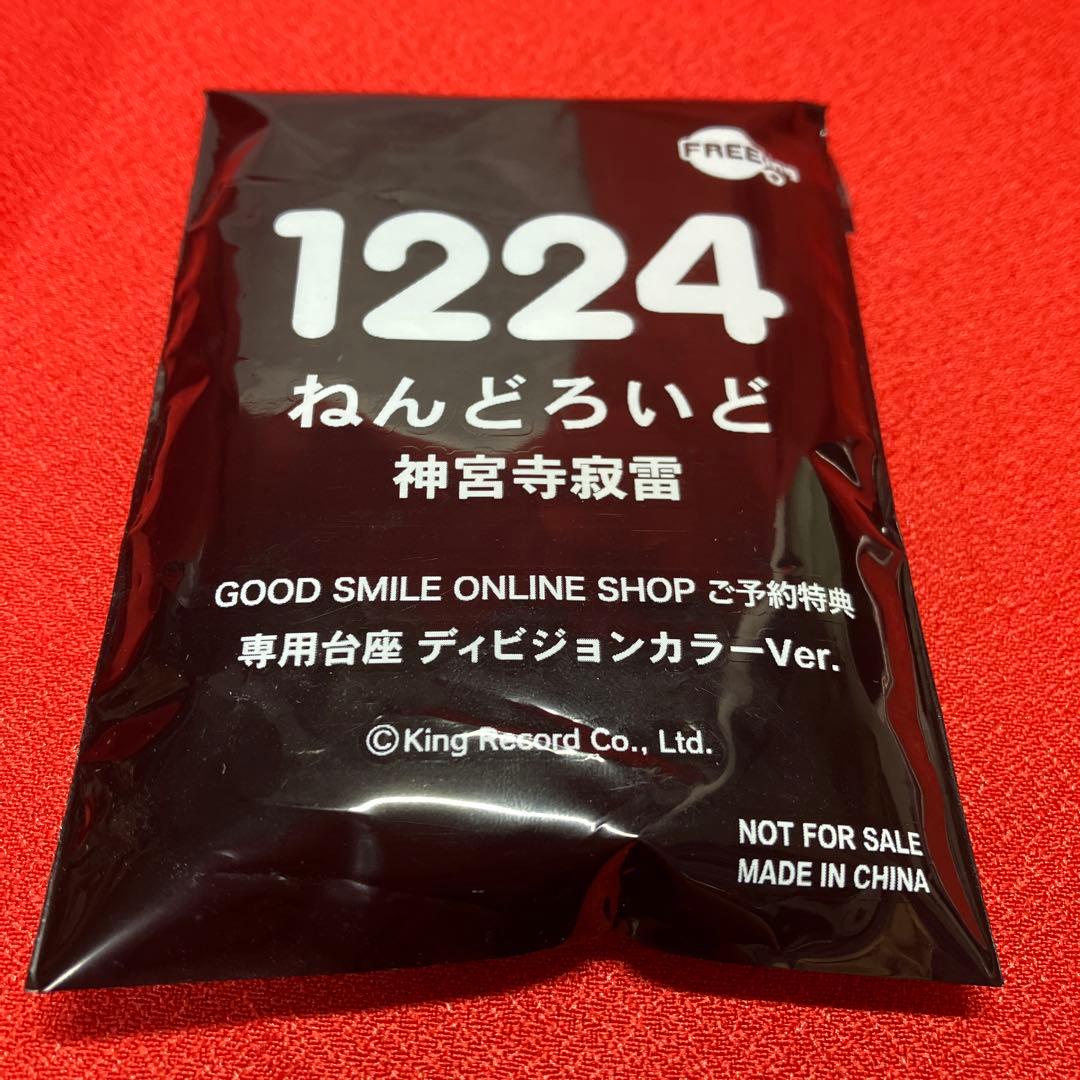 FREEing
1224
ねんどろいど
神宮寺寂雷
GOOD SMILE ONLINE SHOP ご予約特典
専用台座 ディビジョンカラーVer.
©King Record Co., Ltd.
NOT FOR SALE
MADE IN CHINA